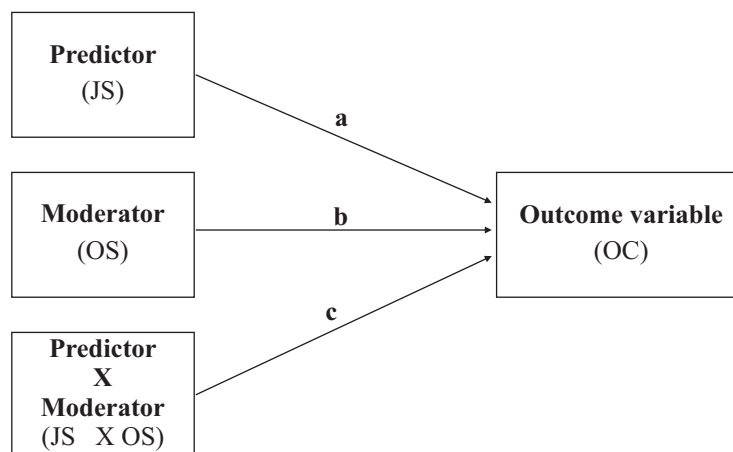 Predictor
(JS)
a
Moderator
(OS)
b
Outcome variable
(OC)
c
Predictor
X
Moderator
(JS X OS)